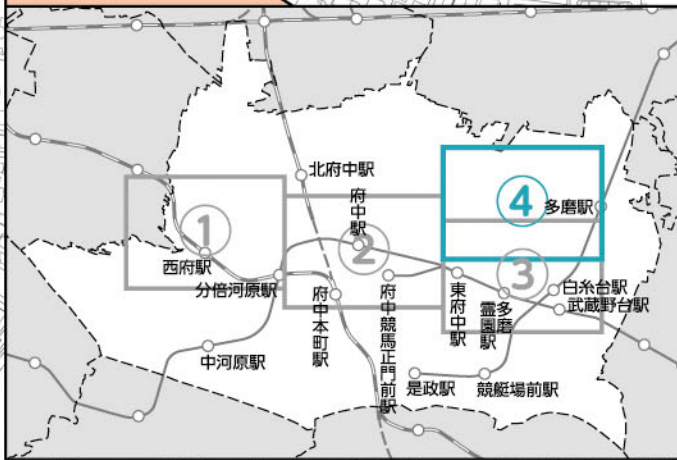 北府中駅
府中駅
④
多磨駅
①
②
西府駅
分倍河原駅
③
白糸台駅
武蔵野台駅
府中本町駅
府中競馬正門前駅
東府中駅
多磨霊園駅
中河原駅
是政駅
競艇場前駅